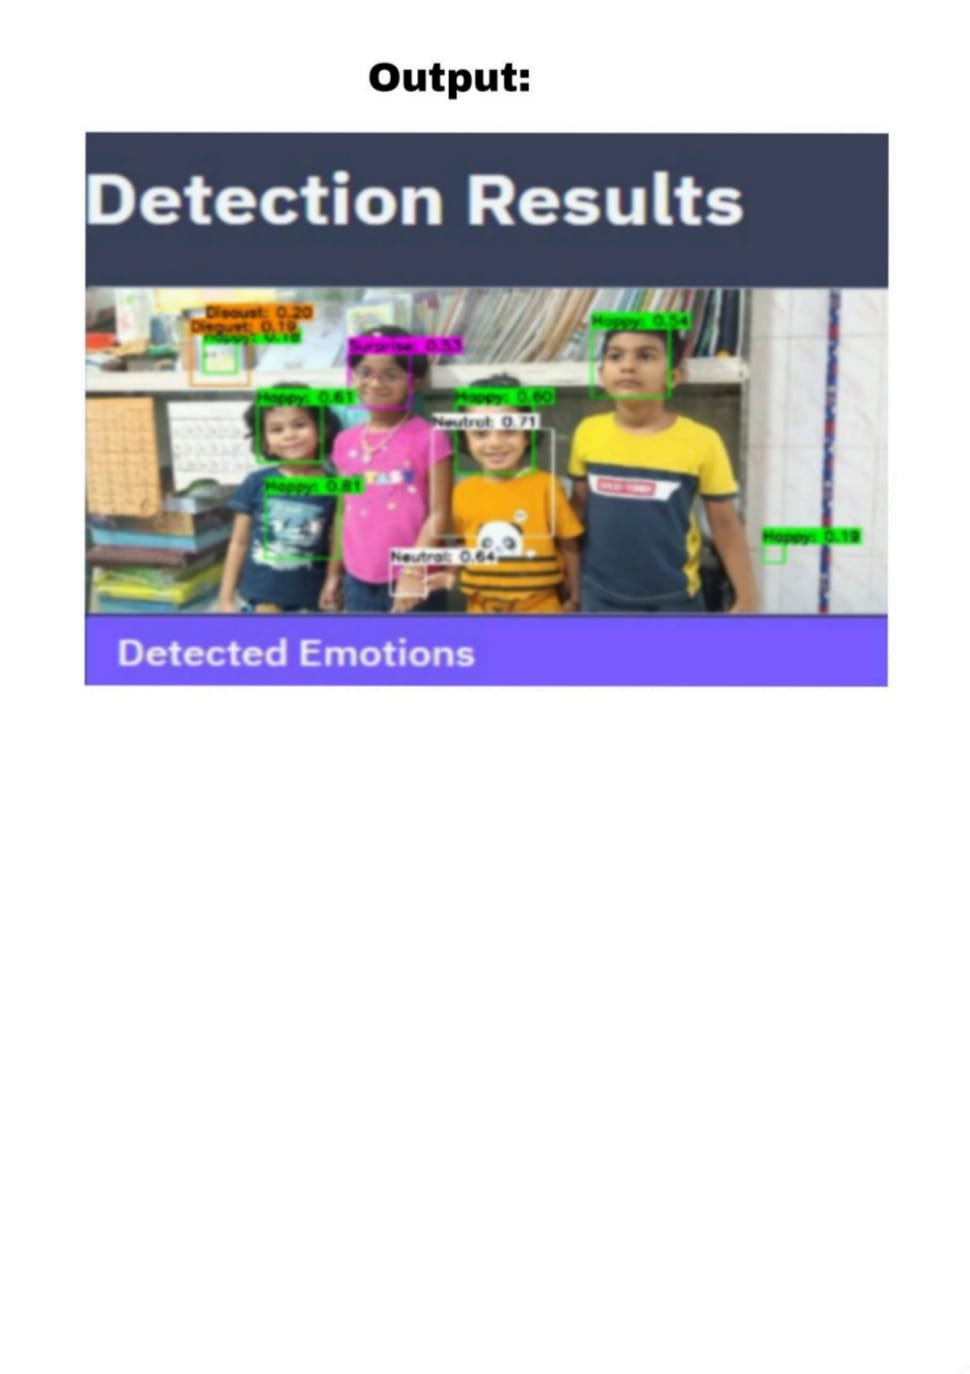 Output:
Detection Results
Disgust: 0.20
Disgust: 0.19
Happy: 0.18
Happy: 0.54
Surprise: 0.53
Happy: 0.61
Happy: 0.60
Neutral: 0.71
Happy: 0.81
Happy: 0.19
Neutral: 0.64
Detected Emotions